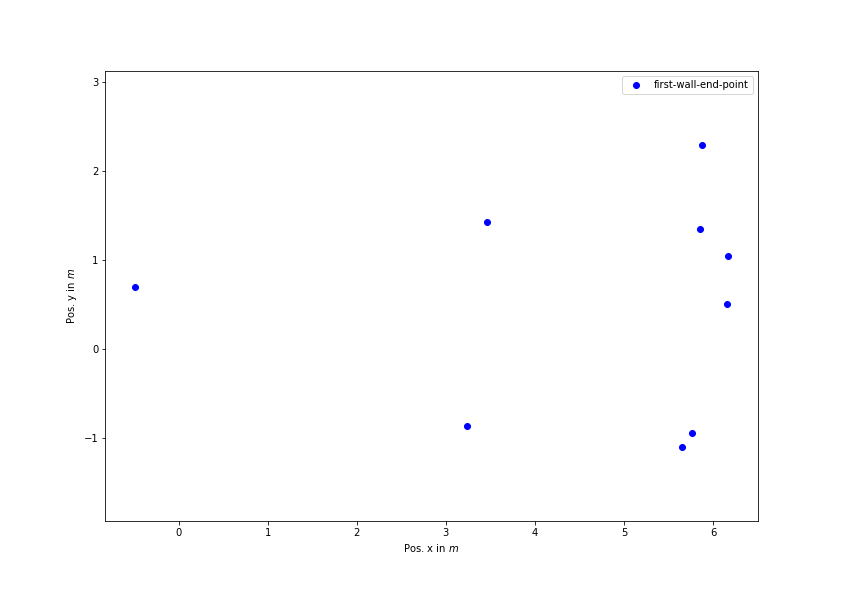 first-wall-end-point
3
2
1
0
−1
Pos. y in m
0 1 2 3 4 5 6
Pos. x in m